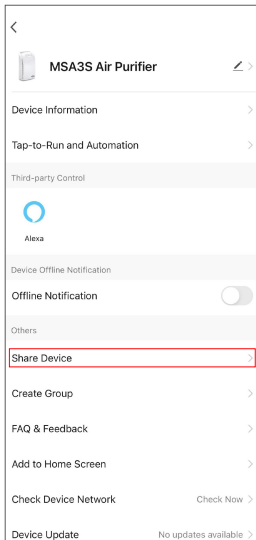 MSA3S Air Purifier
Device Information
Tap-to-Run and Automation
Third-party Control
Alexa
Device Offline Notification
Offline Notification
Others
Share Device
Create Group
FAQ & Feedback
Add to Home Screen
Check Device Network Check Now
Device Update No updates available